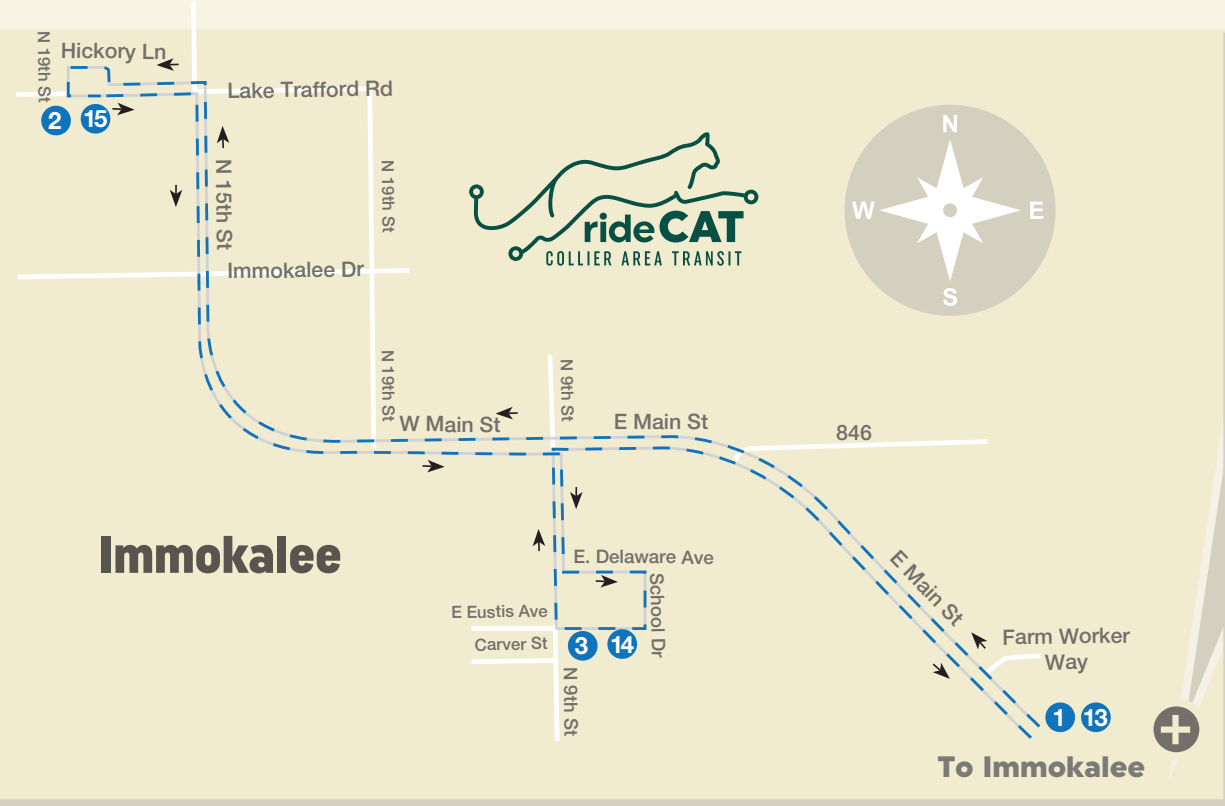 N 19th St
Hickory Ln
Lake Trafford Rd
2
15
N 15th St
N 19th St
Immokalee Dr
rideCAT
COLLIER AREA TRANSIT
N
W
E
S
N 19th St
N 9th St
W Main St
E Main St
846
Immokalee
E. Delaware Ave
E Main St
School Dr
E Eustis Ave
Carver St
3
14
N 9th St
Farm Worker
Way
1
13
To Immokalee